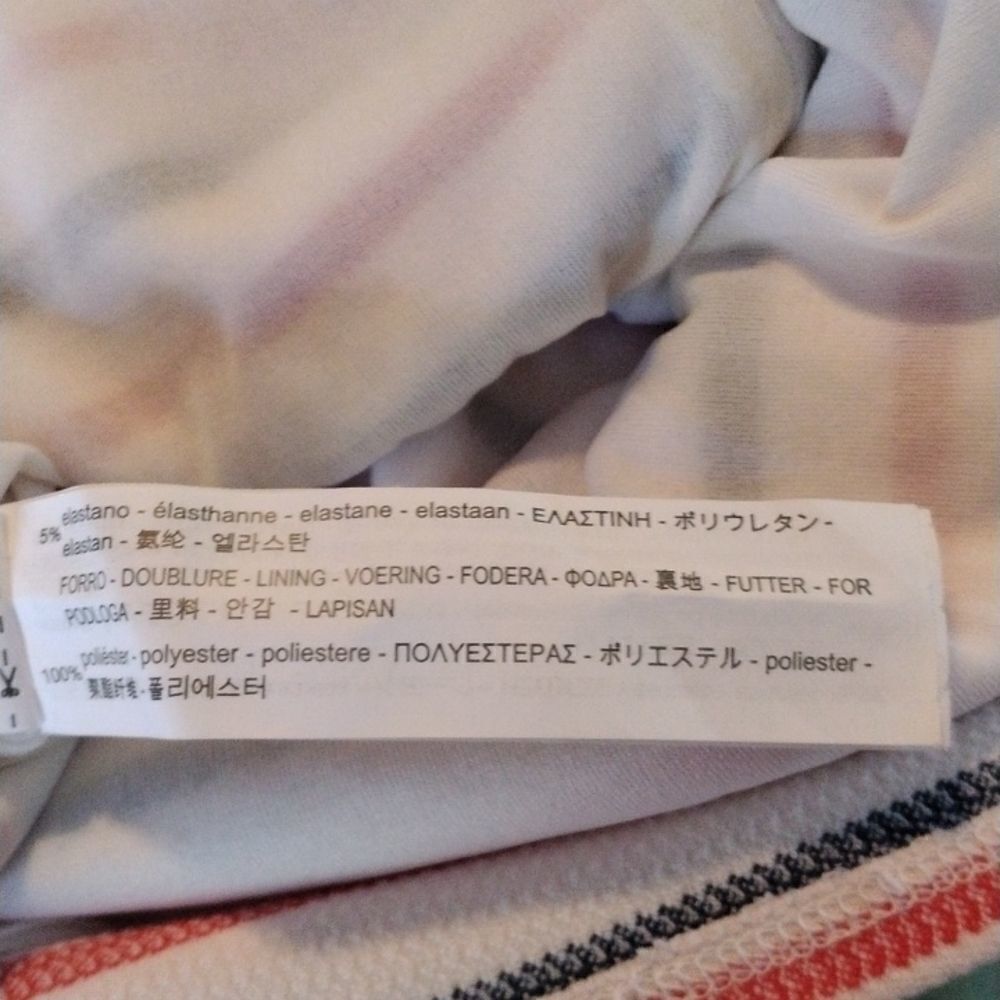 5% elastano - élasthanne - elastane - elastaan - ΕΛΑΣΤΙΝΗ - ポリウレタン -
elastan - 氨纶 - 엘라스탄
FORRO - DOUBLURE - LINING - VOERING - FODERA - ΦΟΔΡΑ - 裏地 - FUTTER - FOR
PODLOGA - 里料 - 안감 - LAPISAN
100% poliéster - polyester - poliestere - ΠΟΛΥΕΣΤΕΡΑΣ - ポリエステル - poliester -
聚酯纤维 - 폴리에스터